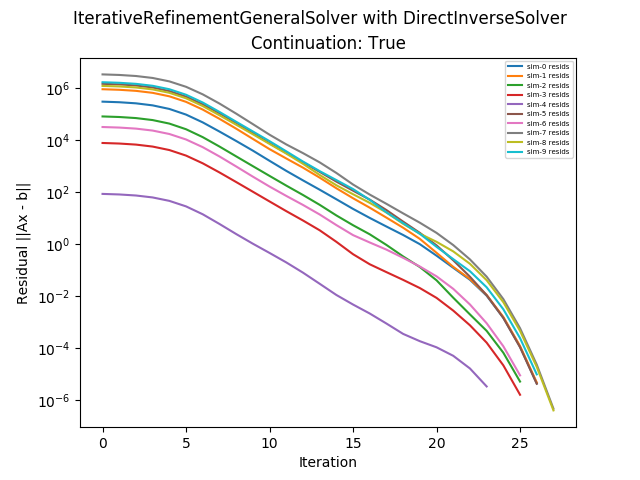 IterativeRefinementGeneralSolver with DirectInverseSolver
Continuation: True
Residual ||Ax - b||
10^6
10^4
10^2
10^0
10^−2
10^−4
10^−6
sim-0 resids
sim-1 resids
sim-2 resids
sim-3 resids
sim-4 resids
sim-5 resids
sim-6 resids
sim-7 resids
sim-8 resids
sim-9 resids
0 5 10 15 20 25
Iteration